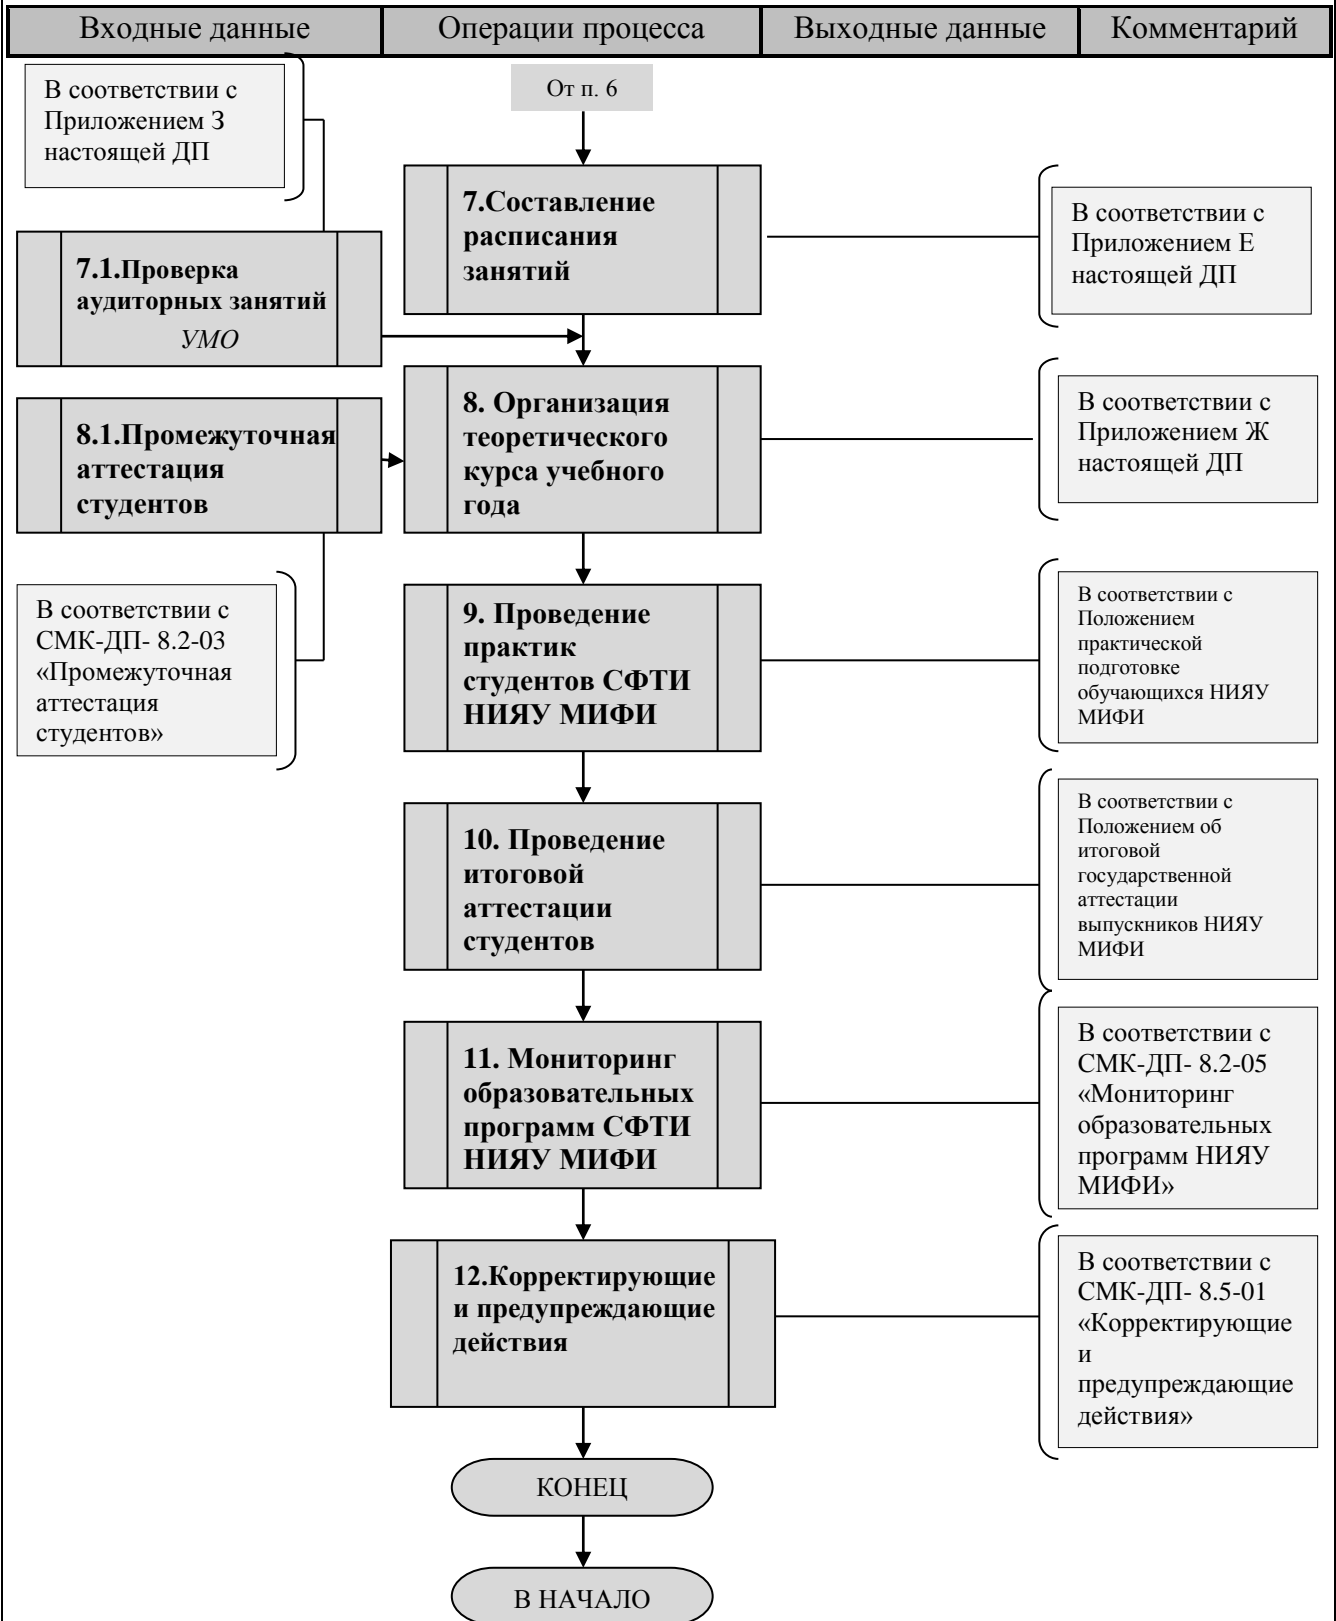 Входные данные
Операции процесса
Выходные данные
Комментарий
В соответствии с
Приложением З
настоящей ДП
От п. 6
7.Составление
расписания
занятий
В соответствии с
Приложением Е
настоящей ДП
7.1.Проверка
аудиторных занятий
УМО
8. Организация
теоретического
курса учебного
года
В соответствии с
Приложением Ж
настоящей ДП
8.1.Промежуточная
аттестация
студентов
В соответствии с
СМК-ДП- 8.2-03
«Промежуточная
аттестация
студентов»
9. Проведение
практик
студентов СФТИ
НИЯУ МИФИ
В соответствии с
Положением
практической
подготовке
обучающихся НИЯУ
МИФИ
10. Проведение
итоговой
аттестации
студентов
В соответствии с
Положением об
итоговой
государственной
аттестации
выпускников НИЯУ
МИФИ
11. Мониторинг
образовательных
программ СФТИ
НИЯУ МИФИ
В соответствии с
СМК-ДП- 8.2-05
«Мониторинг
образовательных
программ НИЯУ
МИФИ»
12.Корректирующие
и предупреждающие
действия
В соответствии с
СМК-ДП- 8.5-01
«Корректирующие
и
предупреждающие
действия»
КОНЕЦ
В НАЧАЛО